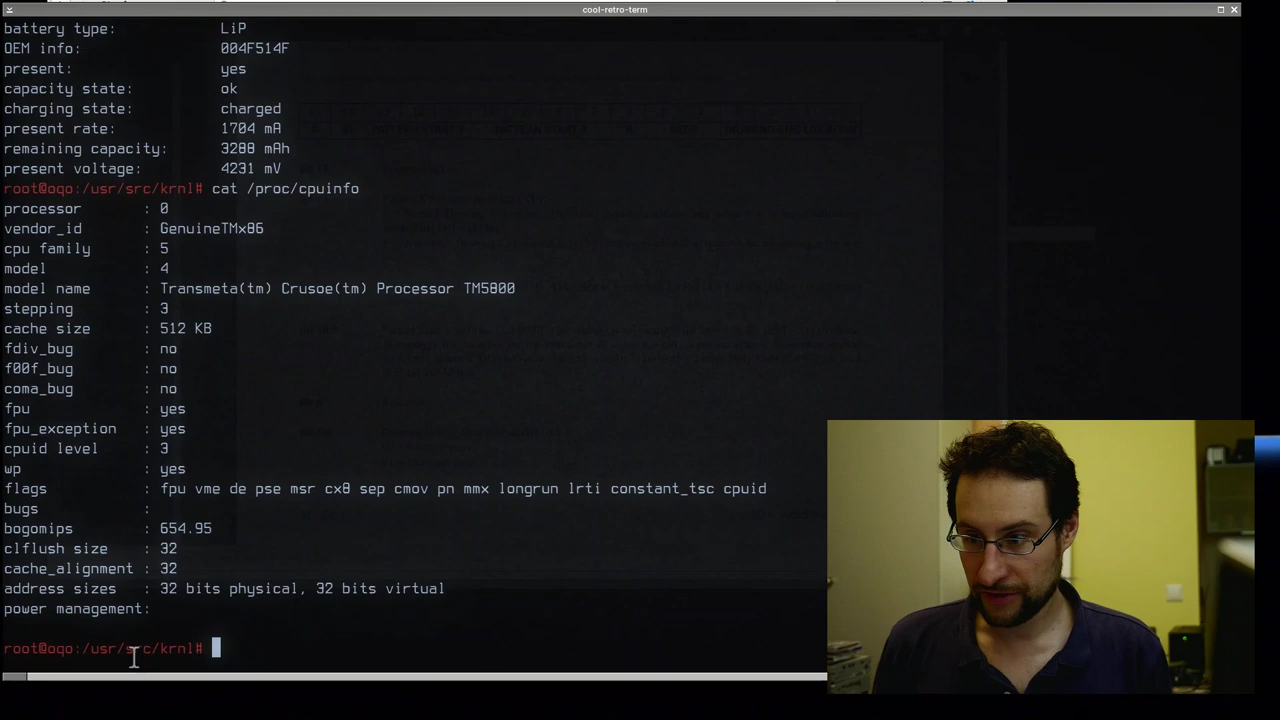 cool-retro-term
battery type: LiP
OEM info: 004F514F
present: yes
capacity state: ok
charging state: charged
present rate: 1704 mA
remaining capacity: 3288 mAh
present voltage: 4231 mV
root@oqo:/usr/src/krnl# cat /proc/cpuinfo
processor : 0
vendor_id : GenuineTMx86
cpu family : 5
model : 4
model name : Transmeta(tm) Crusoe(tm) Processor TM5800
stepping : 3
cache size : 512 KB
fdiv_bug : no
f00f_bug : no
coma_bug : no
fpu : yes
fpu_exception : yes
cpuid level : 3
wp : yes
flags : fpu vme de pse msr cx8 sep cmov pn mmx longrun lrti constant_tsc cpuid
bugs :
bogomips : 654.95
clflush size : 32
cache_alignment : 32
address sizes : 32 bits physical, 32 bits virtual
power management:
root@oqo:/usr/src/krnl#